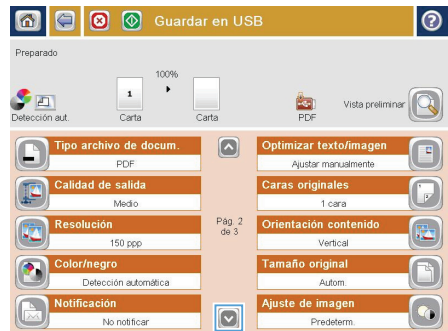 Guardar en USB
?
Preparado
100%
1
Detección aut.
Carta
Carta
PDF
Vista preliminar
Tipo archivo de docum.
PDF
Calidad de salida
Medio
Resolución
150 ppp
Color/negro
Detección automática
Notificación
No notificar
Pág. 2
de 3
Optimizar texto/imagen
Ajustar manualmente
Caras originales
1 cara
Orientación contenido
Vertical
Tamaño original
Autom.
Ajuste de imagen
Predeterm.